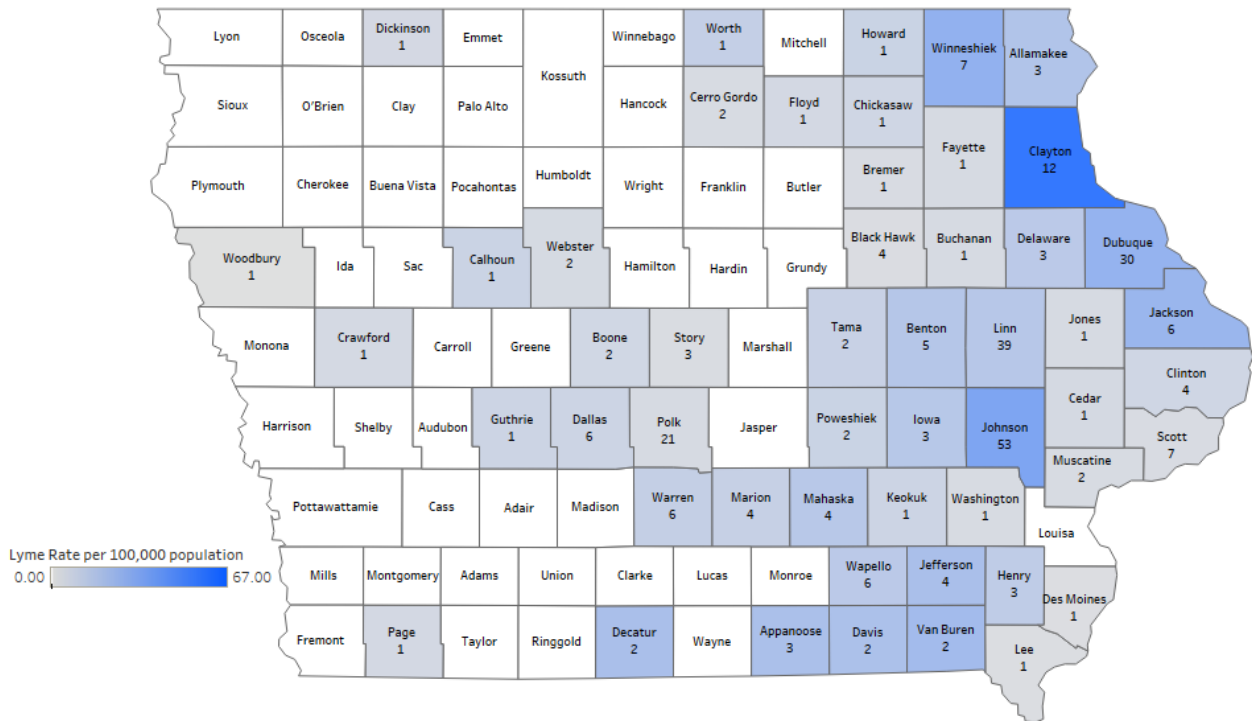 Lyon
Osceola
Dickinson
1
Emmet
Winnebago
Worth
1
Mitchell
Howard
1
Winneshiek
7
Allamakee
3
Kossuth
Sioux
O'Brien
Clay
Palo Alto
Hancock
Cerro Gordo
2
Floyd
1
Chickasaw
1
Fayette
1
Clayton
12
Plymouth
Cherokee
Buena Vista
Pocahontas
Humboldt
Wright
Franklin
Butler
Bremer
1
Woodbury
1
Ida
Sac
Calhoun
1
Webster
2
Hamilton
Hardin
Grundy
Black Hawk
4
Buchanan
1
Delaware
3
Dubuque
30
Monona
Crawford
1
Carroll
Greene
Boone
2
Story
3
Marshall
Tama
2
Benton
5
Linn
39
Jones
1
Jackson
6
Clinton
4
Harrison
Shelby
Audubon
Guthrie
1
Dallas
6
Polk
21
Jasper
Poweshiek
2
Iowa
3
Johnson
53
Cedar
1
Scott
7
Muscatine
2
Pottawattamie
Cass
Adair
Madison
Warren
6
Marion
4
Mahaska
4
Keokuk
1
Washington
1
Louisa
Lyme Rate per 100,000 population
0.00
67.00
Mills
Montgomery
Adams
Union
Clarke
Lucas
Monroe
Wapello
6
Jefferson
4
Henry
3
Des Moines
1
Fremont
Page
1
Taylor
Ringgold
Decatur
2
Wayne
Appanoose
3
Davis
2
Van Buren
2
Lee
1